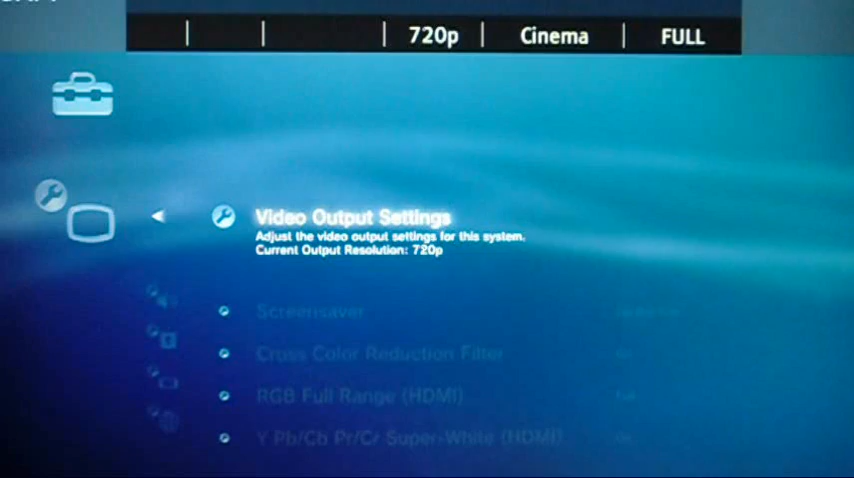 720p | Cinema | FULL
Video Output Settings
Adjust the video output settings for this system.
Current Output Resolution: 720p
Screensaver
Cross Color Reduction Filter
RGB Full Range (HDMI)
Y Pb/Cb Pr/Cr Super-White (HDMI)